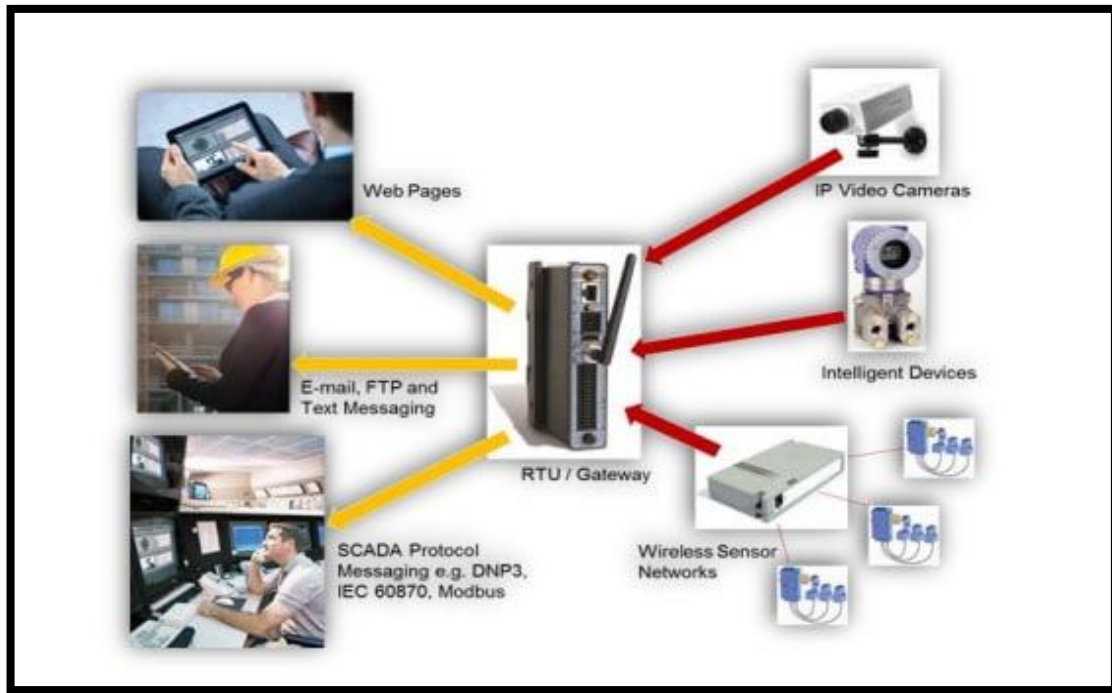 Web Pages
IP Video Cameras
E-mail, FTP and
Text Messaging
Intelligent Devices
RTU / Gateway
SCADA Protocol
Messaging e.g. DNP3,
IEC 60870, Modbus
Wireless Sensor
Networks